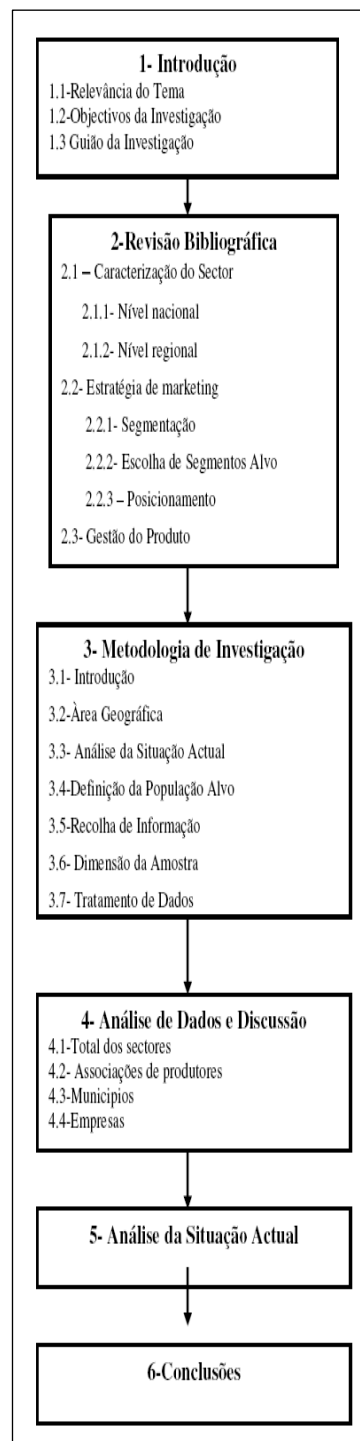 1- Introdução
1.1-Relevância do Tema
1.2-Objectivos da Investigação
1.3 Guião da Investigação
2-Revisão Bibliográfica
2.1 – Caracterização do Sector
2.1.1- Nível nacional
2.1.2- Nível regional
2.2- Estratégia de marketing
2.2.1- Segmentação
2.2.2- Escolha de Segmentos Alvo
2.2.3 – Posicionamento
2.3- Gestão do Produto
3- Metodologia de Investigação
3.1- Introdução
3.2-Àrea Geográfica
3.3- Análise da Situação Actual
3.4-Definição da População Alvo
3.5-Recolha de Informação
3.6- Dimensão da Amostra
3.7- Tratamento de Dados
4- Análise de Dados e Discussão
4.1-Total dos sectores
4.2- Associações de produtores
4.3-Municipios
4.4-Empresas
5- Análise da Situação Actual
6-Conclusões